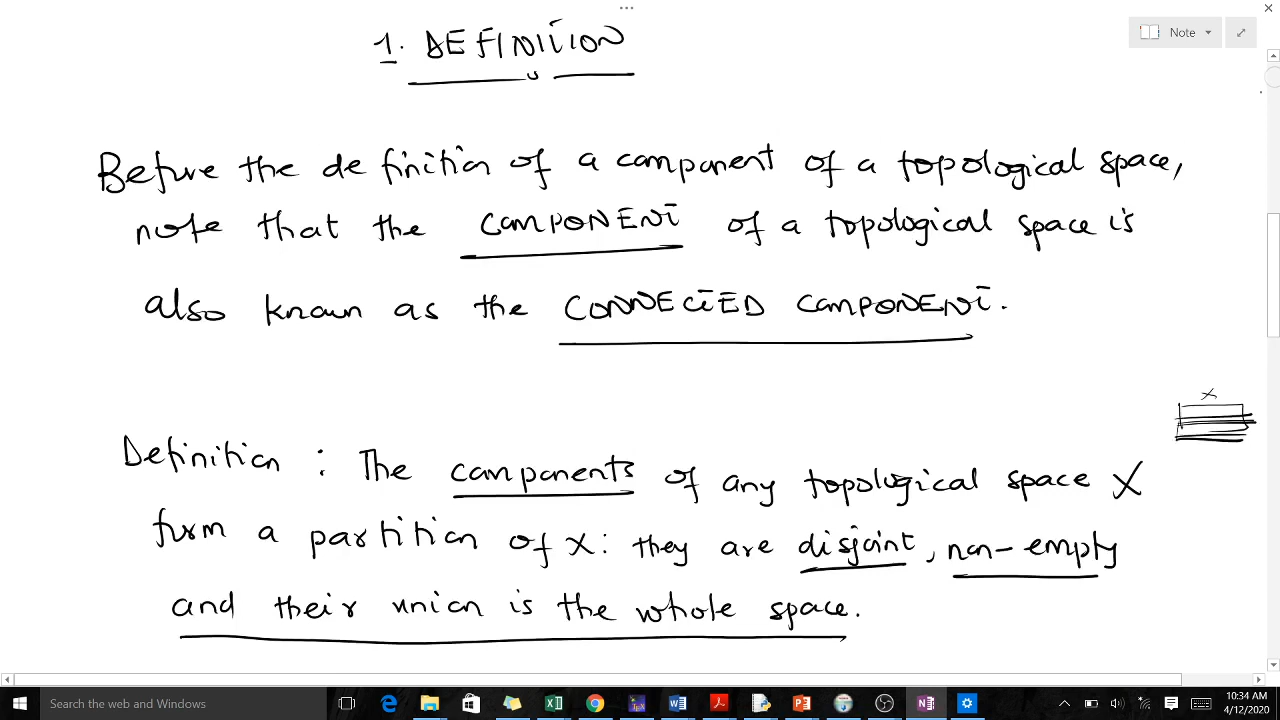 Note
1. DEFINITION
Before the definition of a component of a topological space,
note that the COMPONENT of a topological space is
also known as the CONNECTED COMPONENT.
X
Definition : The components of any topological space X
form a partition of X: they are disjoint, non-empty
and their union is the whole space.
Search the web and Windows
10:34 AM
4/12/2020